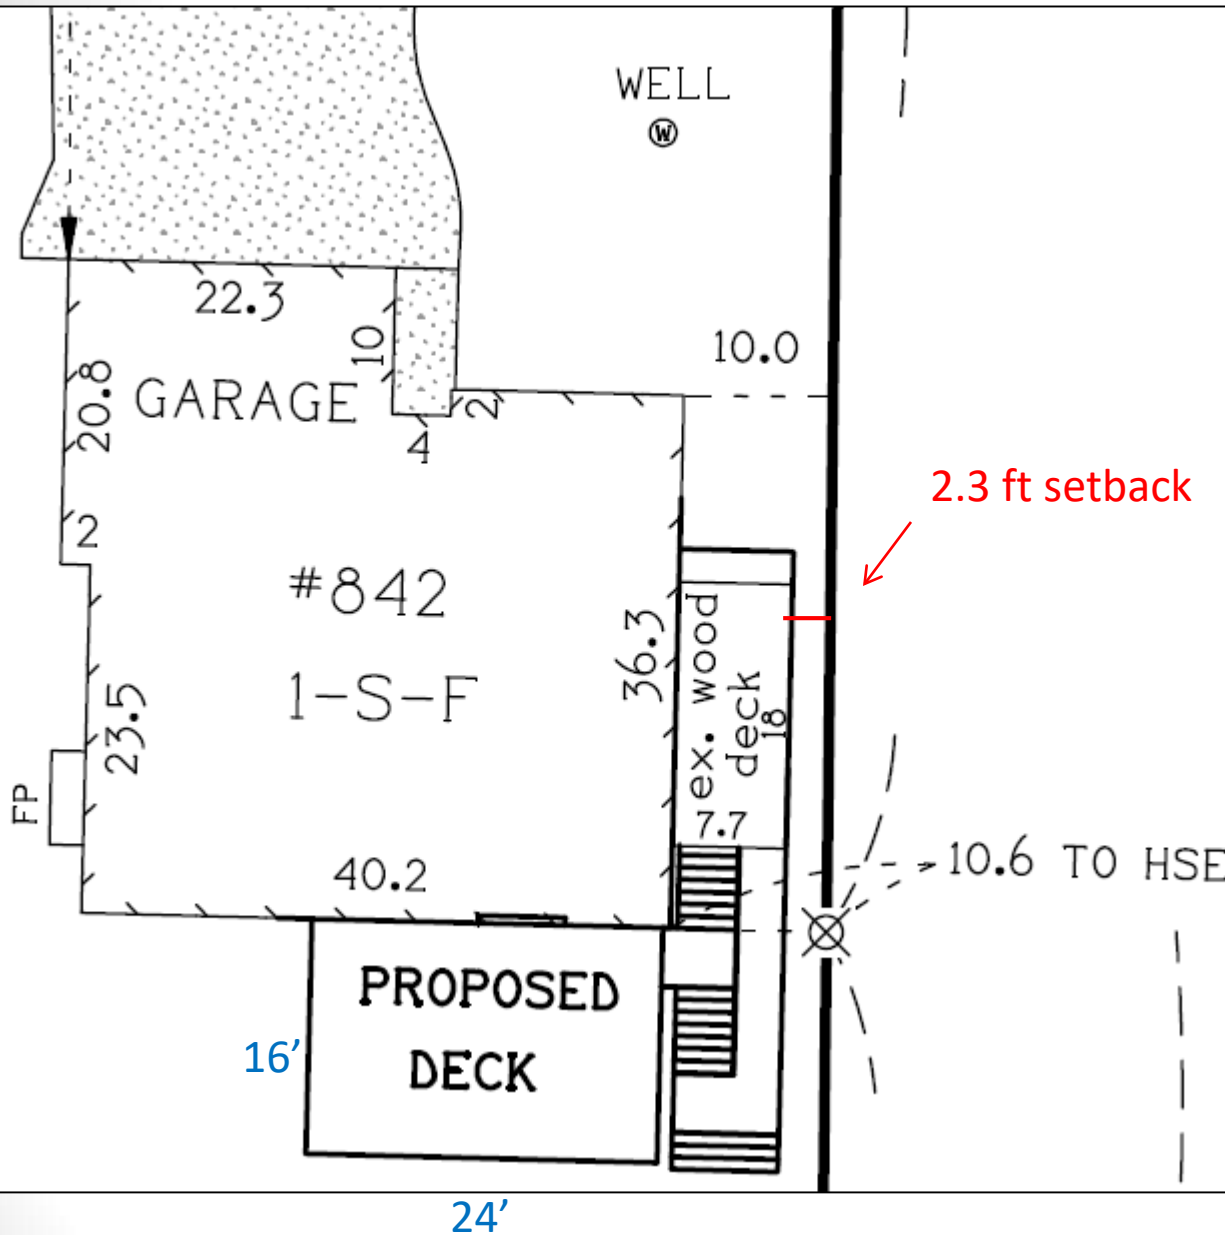 WELL
W
22.3
10
10.0
20.8
GARAGE
2
4
2.3 ft setback
2
#842
ex. wood
deck
36.3
1-S-F
18
23.5
FP
7.7
40.2
10.6 TO HSE
PROPOSED
DECK
16’
24’